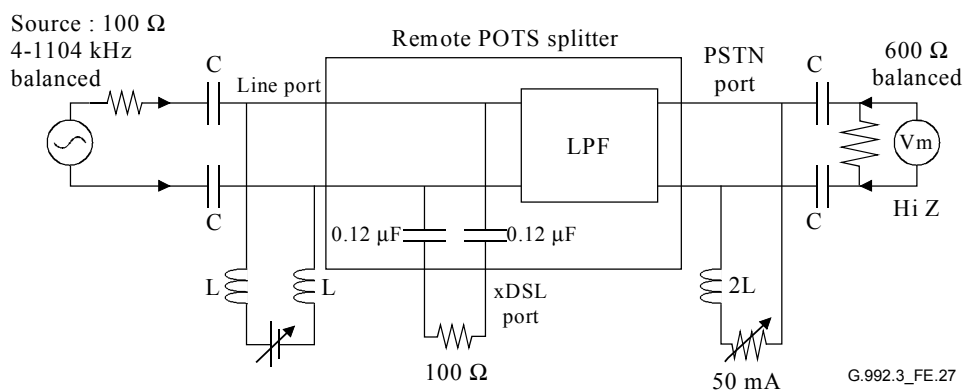 Source : 100 Ω
4-1104 kHz
balanced
C
Line port
Remote POTS splitter
PSTN
port
C
600 Ω
balanced
LPF
Vm
C
C
Hi Z
0.12 µF
0.12 µF
L
L
xDSL
port
2L
100 Ω
50 mA
G.992.3_FE.27